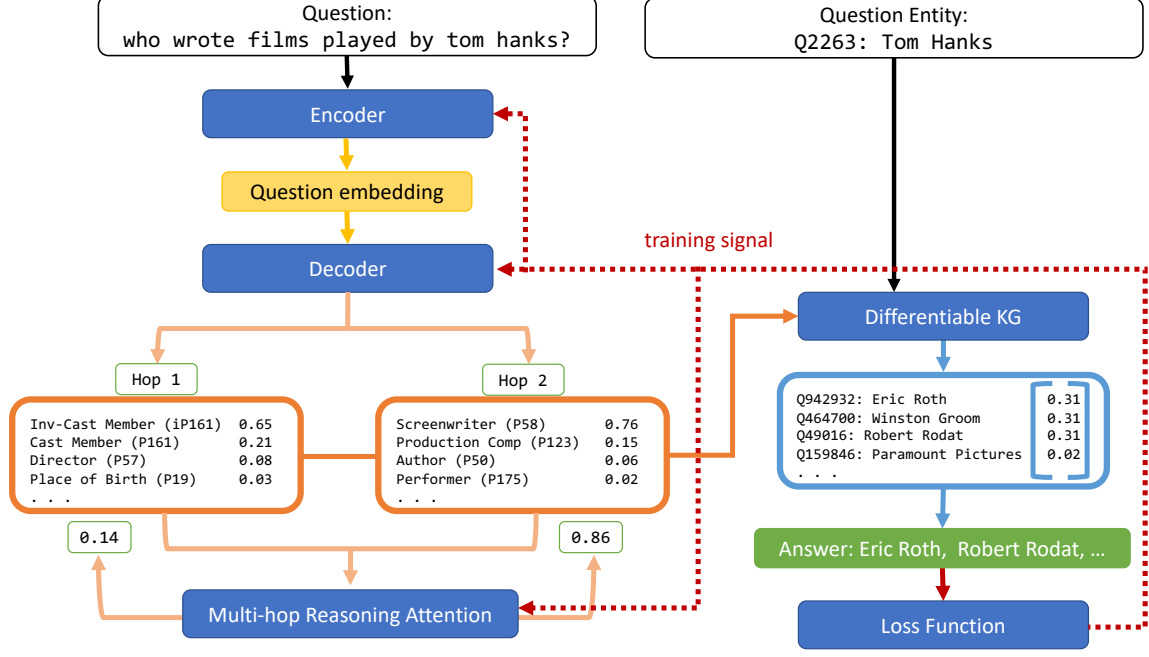 Question:
who wrote films played by tom hanks?
Question Entity:
Q2263: Tom Hanks
Encoder
Question embedding
Decoder
training signal
Differentiable KG
Hop 1
Hop 2
Inv-Cast Member (iP161) 0.65
Cast Member (P161) 0.21
Director (P57) 0.08
Place of Birth (P19) 0.03
. . .
Screenwriter (P58) 0.76
Production Comp (P123) 0.15
Author (P50) 0.06
Performer (P175) 0.02
. . .
Q942932: Eric Roth 0.31
Q464700: Winston Groom 0.31
Q49016: Robert Rodat 0.31
Q159846: Paramount Pictures 0.02
. . .
0.14
0.86
Answer: Eric Roth, Robert Rodat, ...
Multi-hop Reasoning Attention
Loss Function